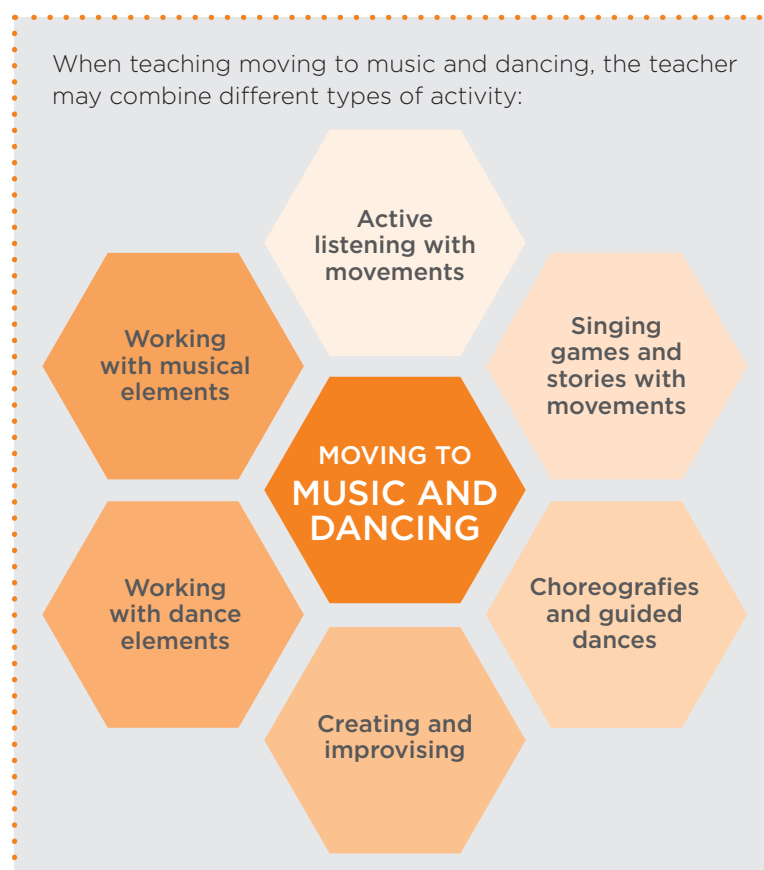 When teaching moving to music and dancing, the teacher
may combine different types of activity:
Active
listening with
movements
Singing
games and
stories with
movements
Choreografies
and guided
dances
Creating and
improvising
Working
with dance
elements
Working
with musical
elements
MOVING TO
MUSIC AND
DANCING